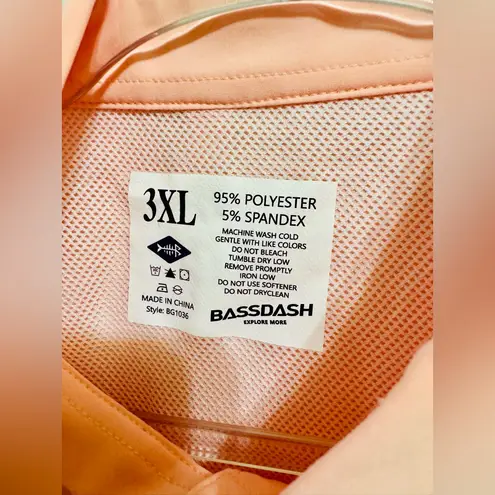 3XL
MADE IN CHINA
Style: BG1036
95% POLYESTER
5% SPANDEX
MACHINE WASH COLD
GENTLE WITH LIKE COLORS
DO NOT BLEACH
TUMBLE DRY LOW
REMOVE PROMPTLY
IRON LOW
DO NOT USE SOFTENER
DO NOT DRYCLEAN
BASSDASH
EXPLORE MORE